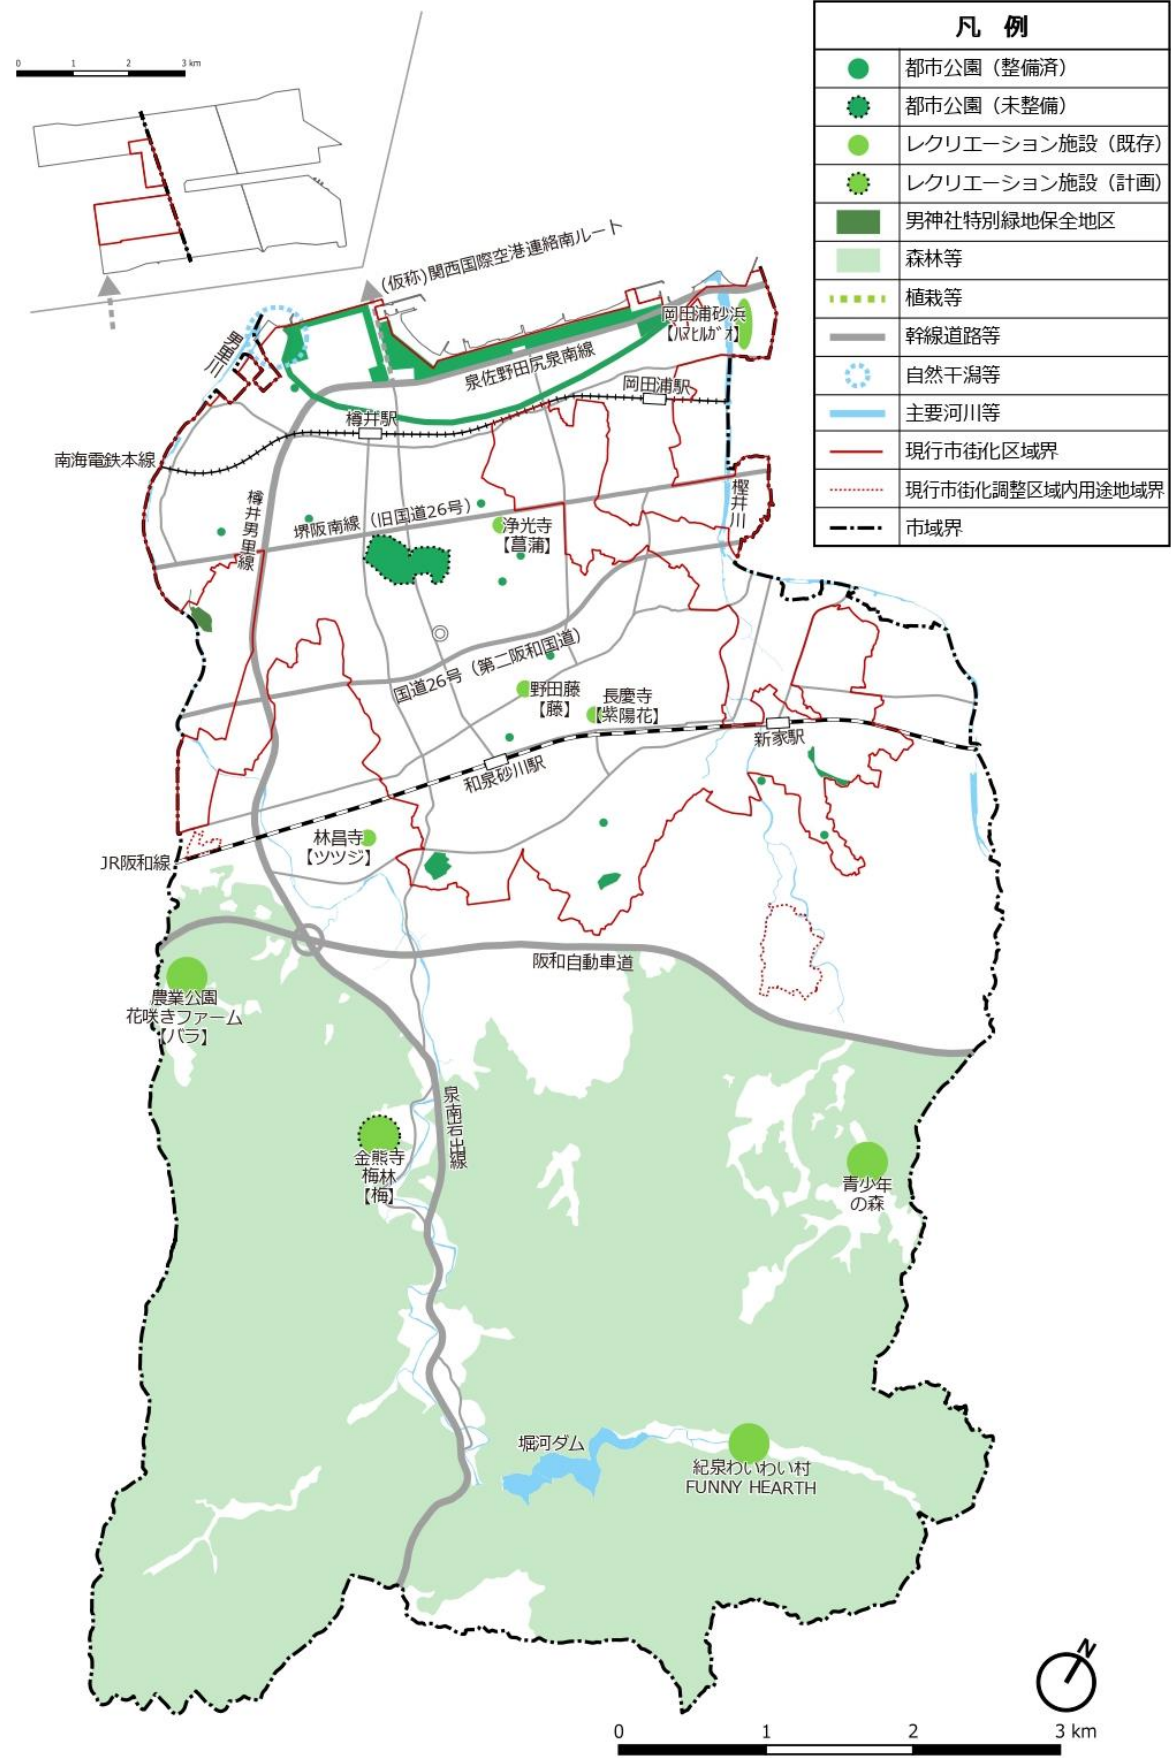 凡 例
都市公園（整備済）
都市公園（未整備）
レクリエーション施設（既存）
レクリエーション施設（計画）
男神社特別緑地保全地区
森林等
植栽等
幹線道路等
自然干潟等
主要河川等
現行市街化区域界
現行市街化調整区域内用途地域界
市域界
0 1 2 3 km
(仮称)関西国際空港連絡南ルート
岡田浦砂浜
【ﾊﾏﾋﾙｶﾞｵ】
男里川
泉佐野田尻泉南線
岡田浦駅
樽井駅
南海電鉄本線
樫井川
樽井男里線
堺阪南線（旧国道26号）
浄光寺
【菖蒲】
国道26号（第二阪和国道）
野田藤
【藤】
長慶寺
【紫陽花】
新家駅
和泉砂川駅
林昌寺
【ツツジ】
JR阪和線
阪和自動車道
農業公園
花咲きファーム
【バラ】
泉南岩出線
金熊寺
梅林
【梅】
青少年
の森
堀河ダム
紀泉わいわい村
FUNNY HEARTH
N
0 1 2 3 km